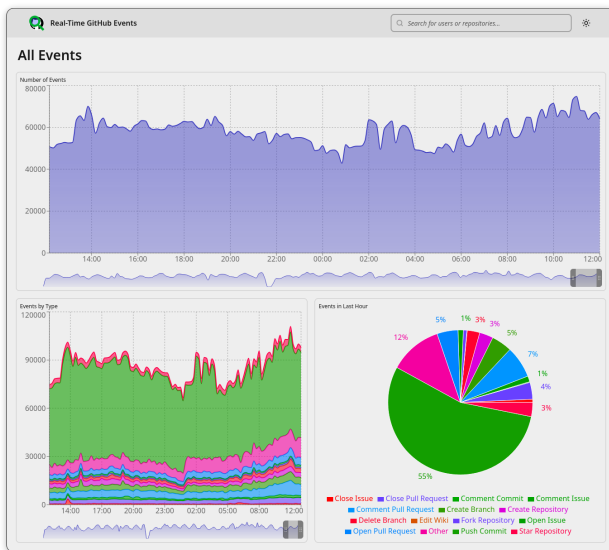 Real-Time GitHub Events
Search for users or repositories...
All Events
Number of Events
80000
60000
40000
20000
0
14:00 16:00 18:00 20:00 22:00 00:00 02:00 04:00 06:00 08:00 10:00 12:00
Events by Type
120000
90000
60000
30000
0
14:00 17:00 20:00 23:00 02:00 05:00 08:00 12:00
Events in Last Hour
5% 1% 3% 3%
12% 5%
7%
1%
4%
3%
55%
Close Issue Close Pull Request Comment Commit Comment Issue
Comment Pull Request Create Branch Create Repository
Delete Branch Edit Wiki Fork Repository Open Issue
Open Pull Request Other Push Commit Star Repository